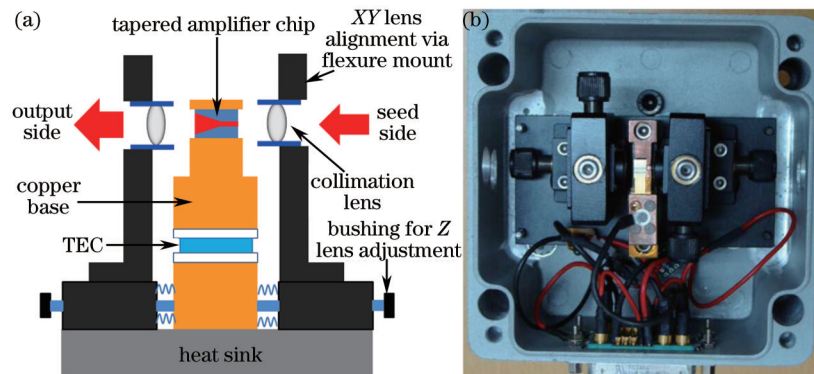 (a)
tapered amplifier chip
XY lens
alignment via
flexure mount
output
side
seed
side
copper
base
collimation
lens
TEC
bushing for Z
lens adjustment
heat sink
(b)